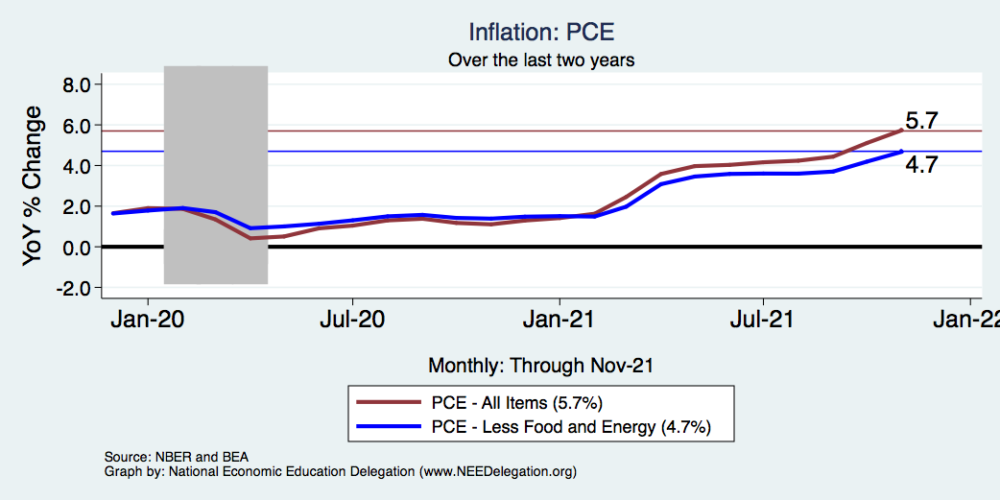 Inflation: PCE
Over the last two years
YoY % Change
8.0
6.0
4.0
2.0
0.0
-2.0
5.7
4.7
Jan-20 Jul-20 Jan-21 Jul-21 Jan-22
Monthly: Through Nov-21
PCE - All Items (5.7%)
PCE - Less Food and Energy (4.7%)
Source: NBER and BEA
Graph by: National Economic Education Delegation (www.NEEDelegation.org)